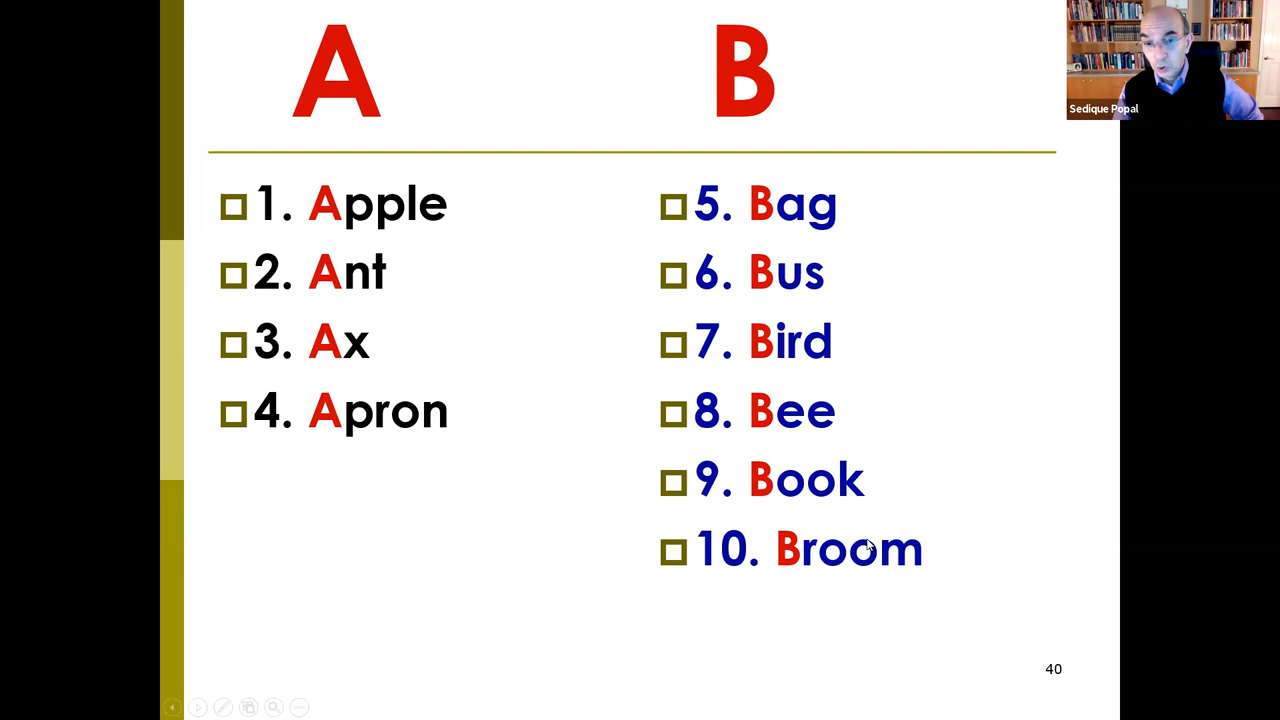 A
B
1. Apple
2. Ant
3. Ax
4. Apron
5. Bag
6. Bus
7. Bird
8. Bee
9. Book
10. Broom
40
Sedique Popal